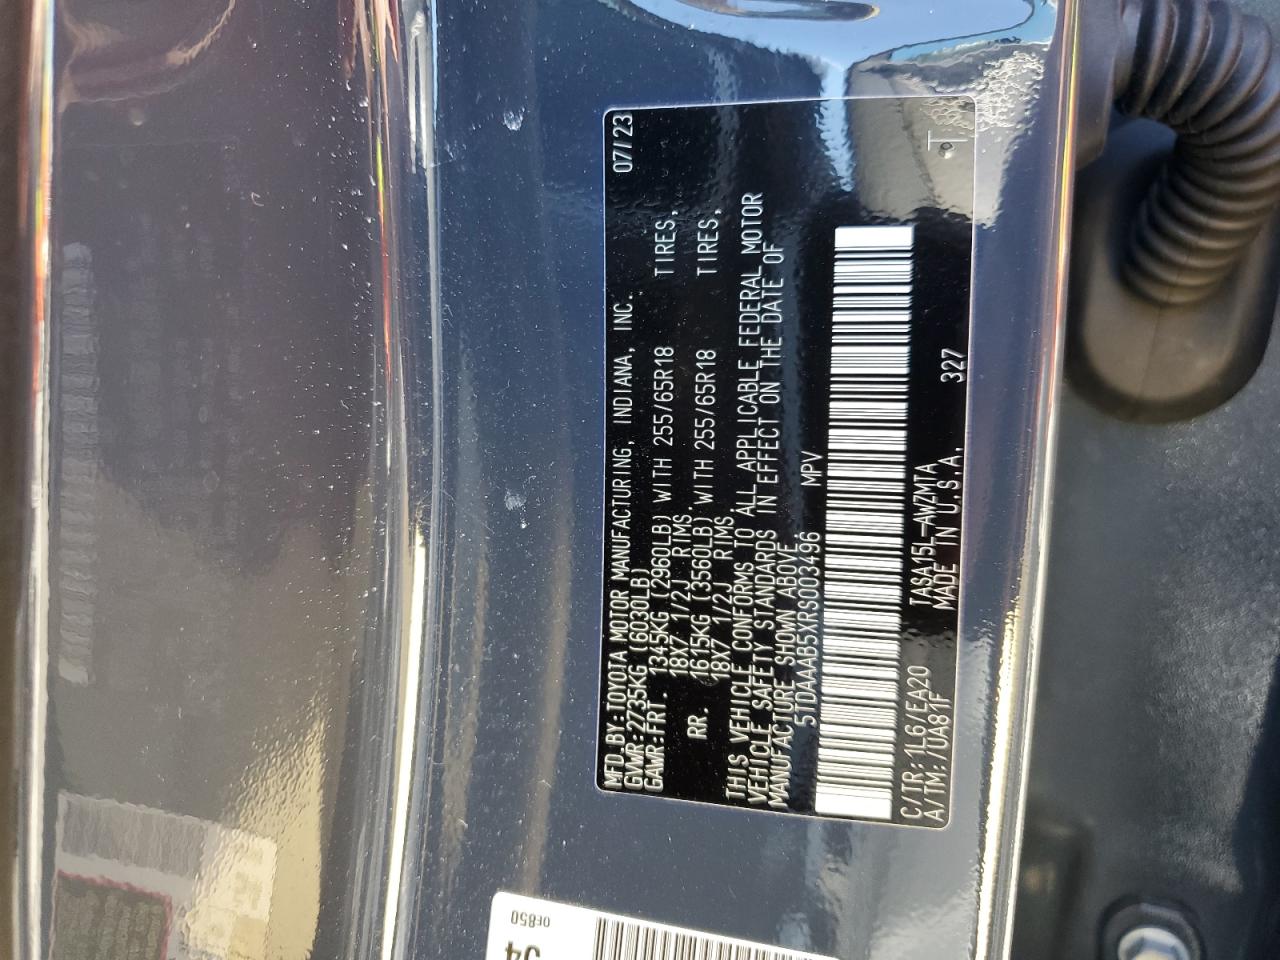 MFD.BY:TOYOTA MOTOR MANUFACTURING, INDIANA, INC. 07/23
GVWR:2735KG (6030LB)
GAWR:FRT. 1345KG (2960LB) WITH 255/65R18 TIRES,
18X7 1/2J RIMS,
RR. 1615KG (3560LB) WITH 255/65R18 TIRES,
18X7 1/2J RIMS
THIS VEHICLE CONFORMS TO ALL APPLICABLE FEDERAL MOTOR
VEHICLE SAFETY STANDARDS IN EFFECT ON THE DATE OF
MANUFACTURE SHOWN ABOVE.
5TDAAAB5XRS003496 MPV
C/TR:1L6/EA20 TASA15L-AWZMTA 327
A/TM:/UA81F MADE IN U.S.A.
T
0E850